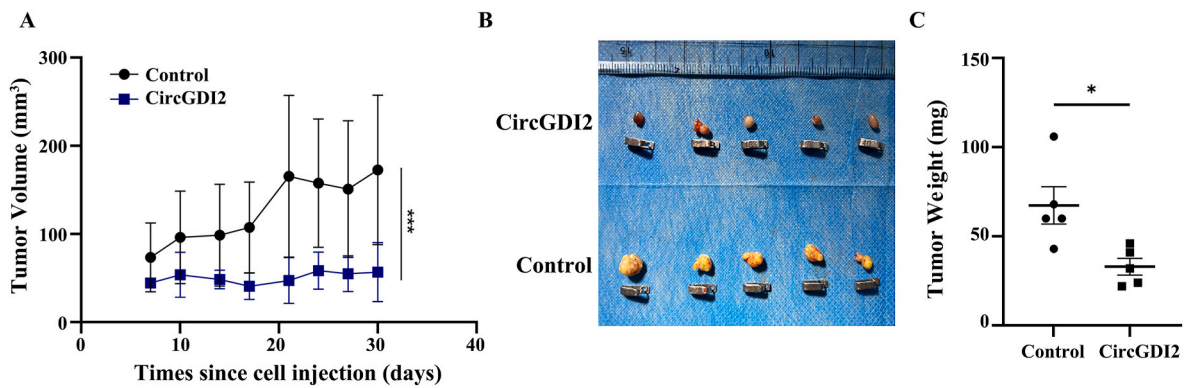 A
B
C
300
200
100
0
0
10
20
30
40
Tumor Volume (mm³)
Times since cell injection (days)
Control
CircGDI2
***
CircGDI2
Control
150
100
50
0
Tumor Weight (mg)
*
Control
CircGDI2